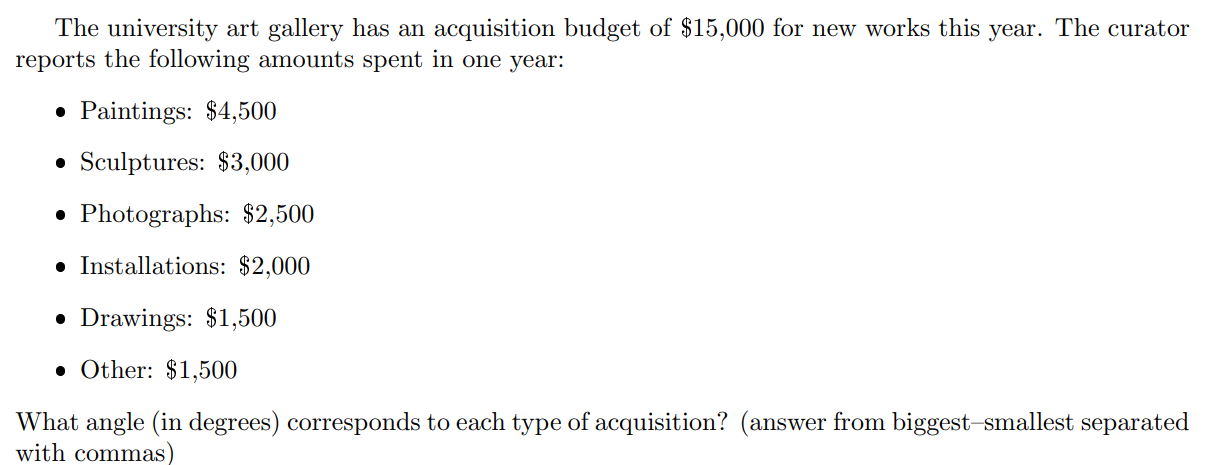 The university art gallery has an acquisition budget of $15,000 for new works this year. The curator
reports the following amounts spent in one year:
• Paintings: $4,500
• Sculptures: $3,000
• Photographs: $2,500
• Installations: $2,000
• Drawings: $1,500
• Other: $1,500
What angle (in degrees) corresponds to each type of acquisition? (answer from biggest–smallest separated
with commas)